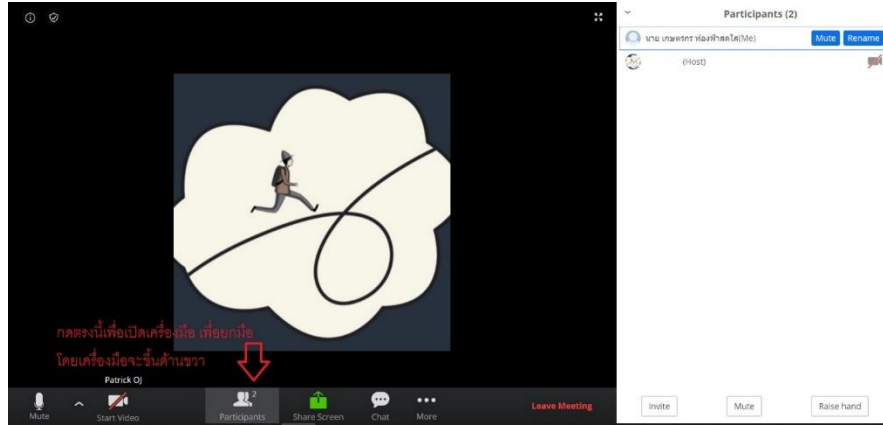 Participants (2)
นาย เกษตรกร ท่องฟ้าสดใส(Me)
Mute Rename
(Host)
กดตรงนี้เพื่อเปิดเครื่องมือ เพื่อยกมือ
โดยเครื่องมือจะขึ้นด้านขวา
Patrick OJ
2
Mute
Start Video
Participants
Share Screen
Chat
More
Leave Meeting
Invite
Mute
Raise hand